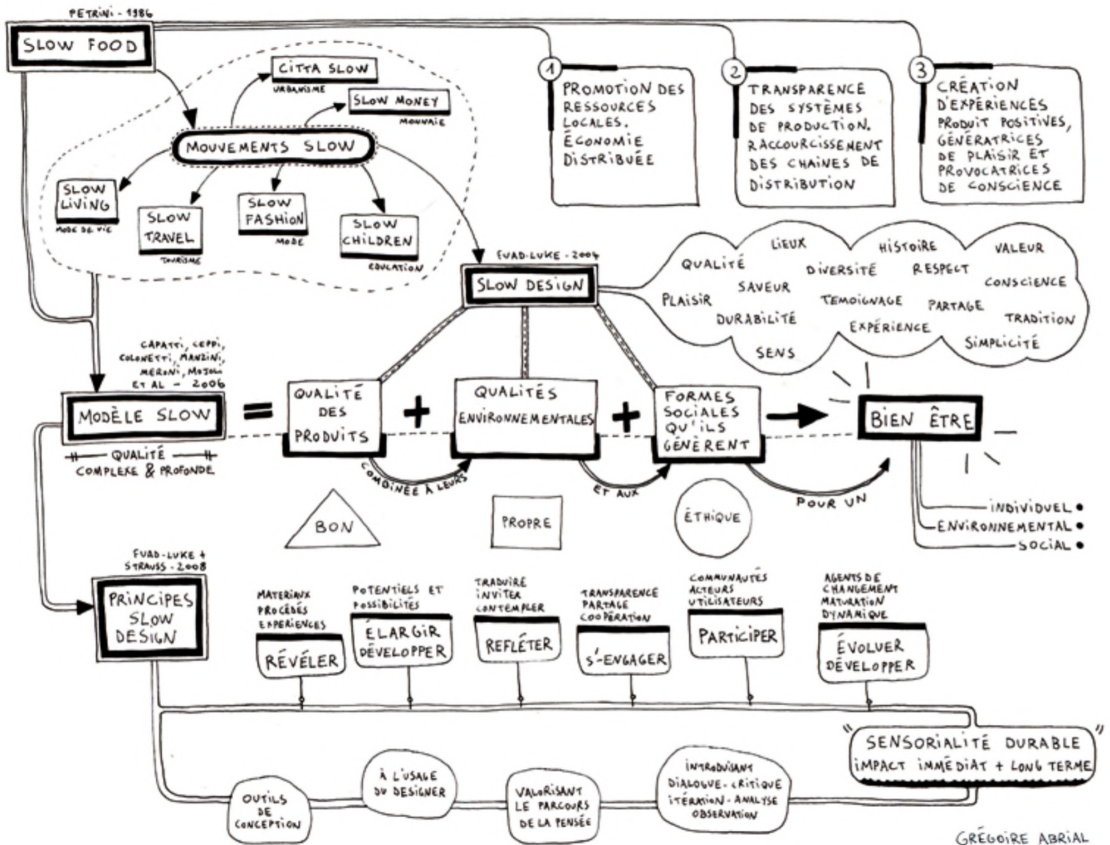 PETRINI - 1986
SLOW FOOD
CITTA SLOW
URBANISME
SLOW MONEY
MONNAIE
MOUVEMENTS SLOW
SLOW
LIVING
MODE DE VIE
SLOW
TRAVEL
TOURISME
SLOW
FASHION
MODE
SLOW
CHILDREN
EDUCATION
1
PROMOTION DES
RESSOURCES
LOCALES.
ÉCONOMIE
DISTRIBUÉE
2
TRANSPARENCE
DES SYSTÈMES
DE PRODUCTION.
RACCOURCISSEMENT
DES CHAINES DE
DISTRIBUTION
3
CRÉATION
D'EXPÉRIENCES
PRODUIT POSITIVES,
GÉNÉRATRICES
DE PLAISIR ET
PROVOCATRICES
DE CONSCIENCE
FUAD-LUKE - 2004
SLOW DESIGN
LIEUX
HISTOIRE
VALEUR
QUALITÉ
DIVERSITÉ
RESPECT
CONSCIENCE
SAVEUR
PLAISIR
TEMOIGNAGE
PARTAGE
TRADITION
DURABILITÉ
EXPÉRIENCE
SIMPLICITÉ
SENS
CAPATTI, CEPPI,
COLONETTI, MANZINI,
MERONI, MOJOLI
ET AL - 2006
MODÈLE SLOW
QUALITÉ
COMPLEXE & PROFONDE
=
QUALITÉ
DES
PRODUITS
+
QUALITÉS
ENVIRONNEMENTALES
+
FORMES
SOCIALES
QU'ILS
GÉNÈRENT
BIEN ÊTRE
COMBINÉE À LEURS
ET AUX
POUR UN
BON
PROPRE
ÉTHIQUE
INDIVIDUEL
ENVIRONNEMENTAL
SOCIAL
FUAD-LUKE +
STRAUSS - 2008
PRINCIPES
SLOW
DESIGN
MATERIAUX
PROCÉDÉS
EXPERIENCES
RÉVÉLER
POTENTIELS ET
POSSIBILITÉS
ÉLARGIR
DÉVELOPPER
TRADUIRE
INVITER
CONTEMPLER
REFLÉTER
TRANSPARENCE
PARTAGE
COOPÉRATION
S'-ENGAGER
COMMUNAUTÉS
ACTEURS
UTILISATEURS
PARTICIPER
AGENTS DE
CHANGEMENT
MATURATION
DYNAMIQUE
ÉVOLUER
DÉVELOPPER
"SENSORIALITÉ DURABLE"
IMPACT IMMÉDIAT + LONG TERME
OUTILS
DE
CONCEPTION
À L'USAGE
DU DESIGNER
VALORISANT
LE PARCOURS
DE LA PENSÉE
INTRODUISANT
DIALOGUE - CRITIQUE
ITÉRATION - ANALYSE
OBSERVATION
GRÉGOIRE ABRIAL